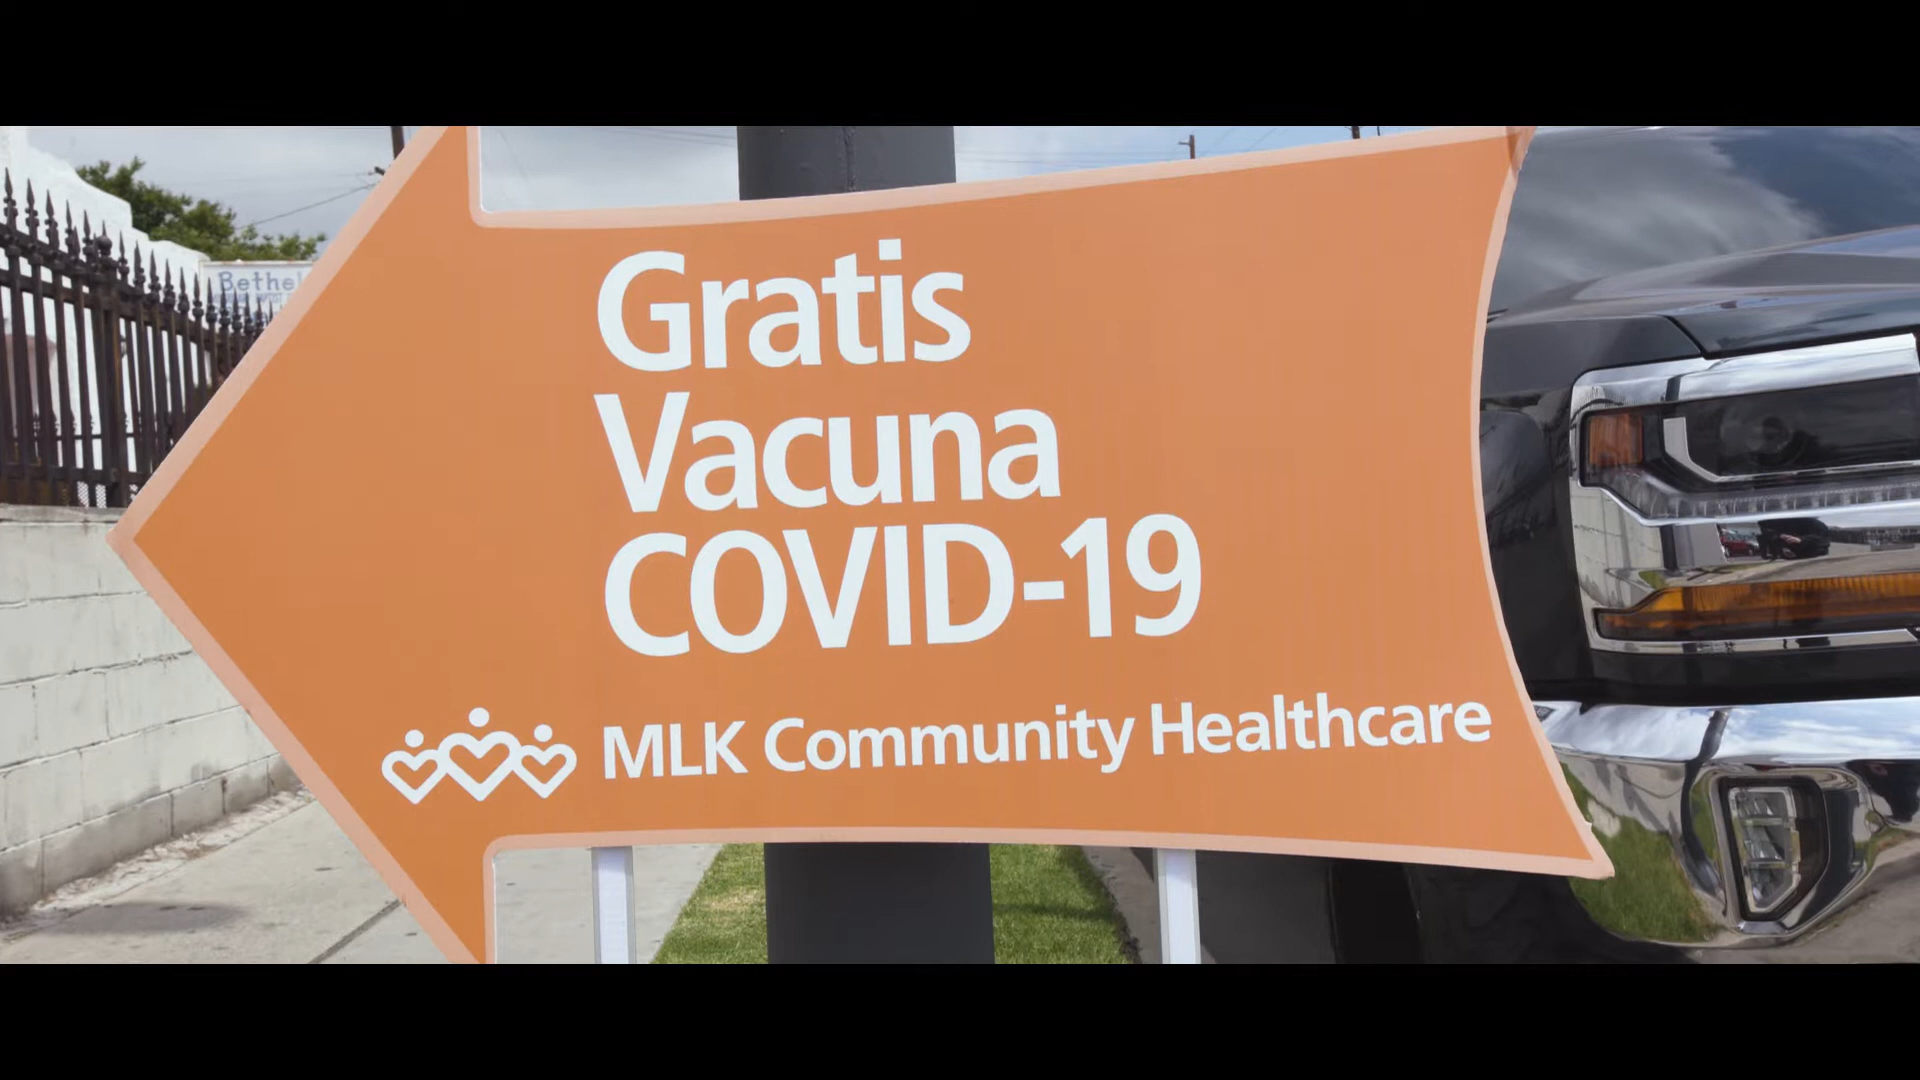 Bethel
Gratis
Vacuna
COVID-19
MLK Community Healthcare